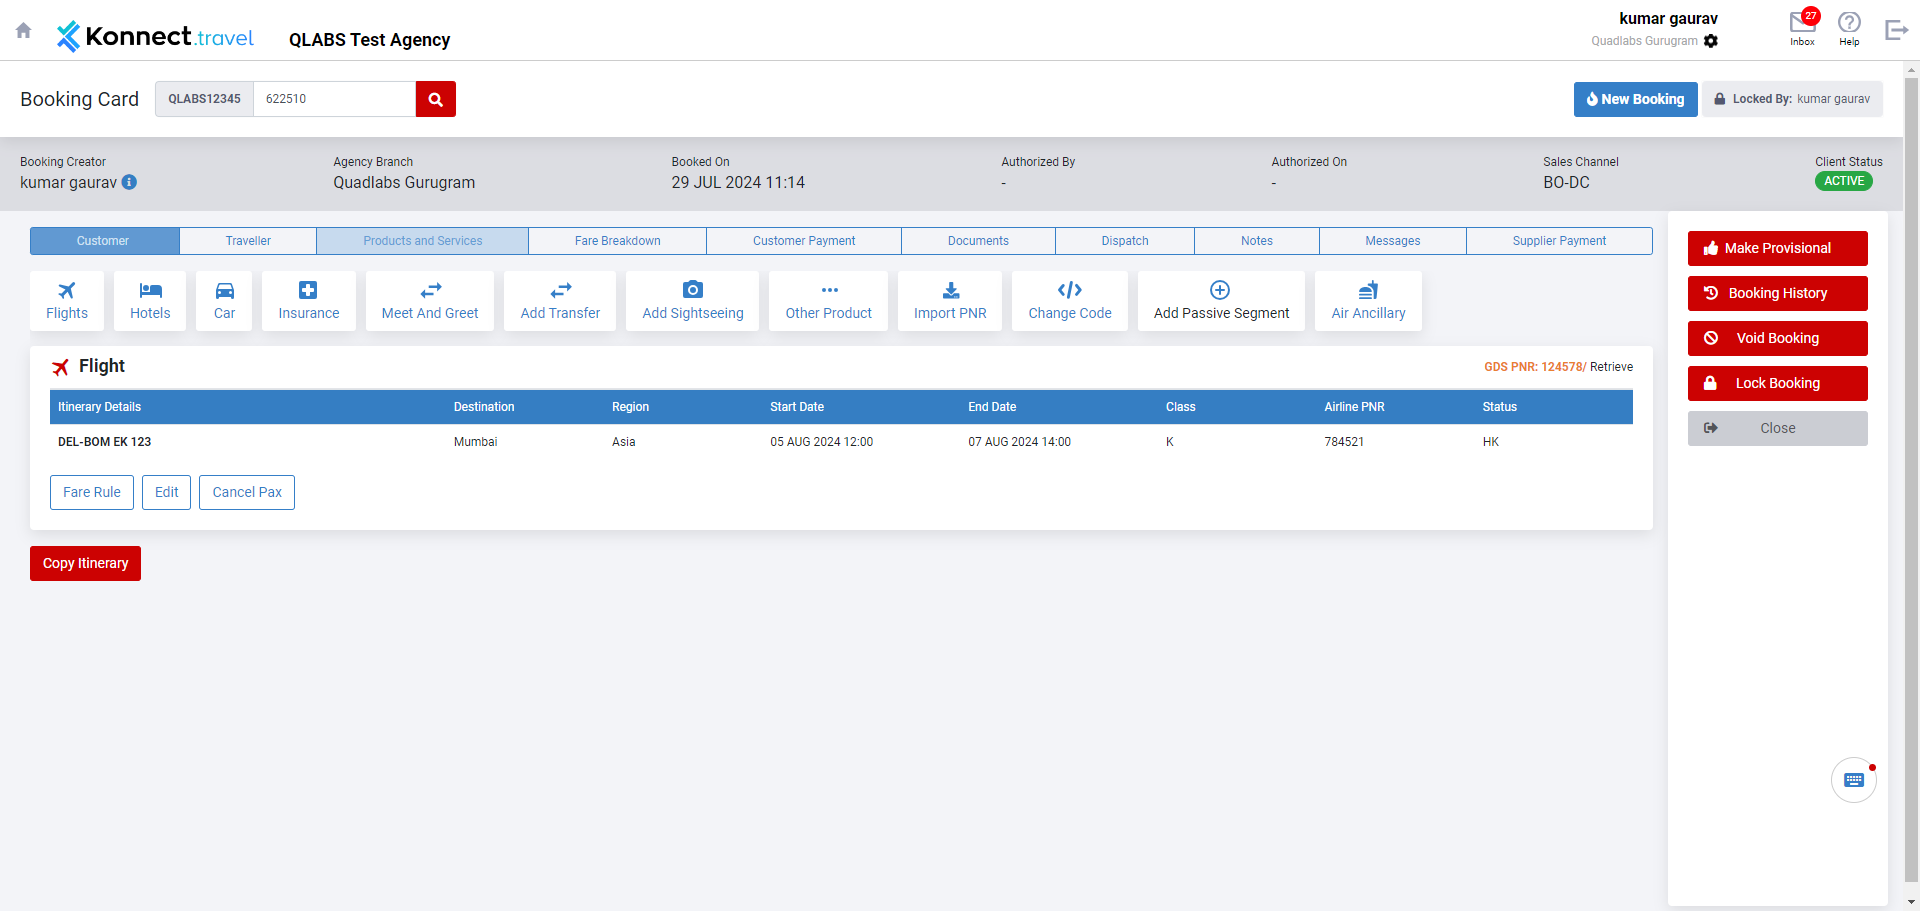 Konnect.travel
QLABS Test Agency
kumar gaurav
Quadlabs Gurugram
27
Inbox
Help
Booking Card
QLABS12345
622510
New Booking
Locked By: kumar gaurav
Booking Creator
kumar gaurav
Agency Branch
Quadlabs Gurugram
Booked On
29 JUL 2024 11:14
Authorized By
-
Authorized On
-
Sales Channel
BO-DC
Client Status
ACTIVE
Customer
Traveller
Products and Services
Fare Breakdown
Customer Payment
Documents
Dispatch
Notes
Messages
Supplier Payment
Flights
Hotels
Car
Insurance
Meet And Greet
Add Transfer
Add Sightseeing
Other Product
Import PNR
Change Code
Add Passive Segment
Air Ancillary
Flight
GDS PNR: 124578/ Retrieve
Itinerary Details Destination Region Start Date End Date Class Airline PNR Status
DEL-BOM EK 123 Mumbai Asia 05 AUG 2024 12:00 07 AUG 2024 14:00 K 784521 HK
Fare Rule
Edit
Cancel Pax
Copy Itinerary
Make Provisional
Booking History
Void Booking
Lock Booking
Close